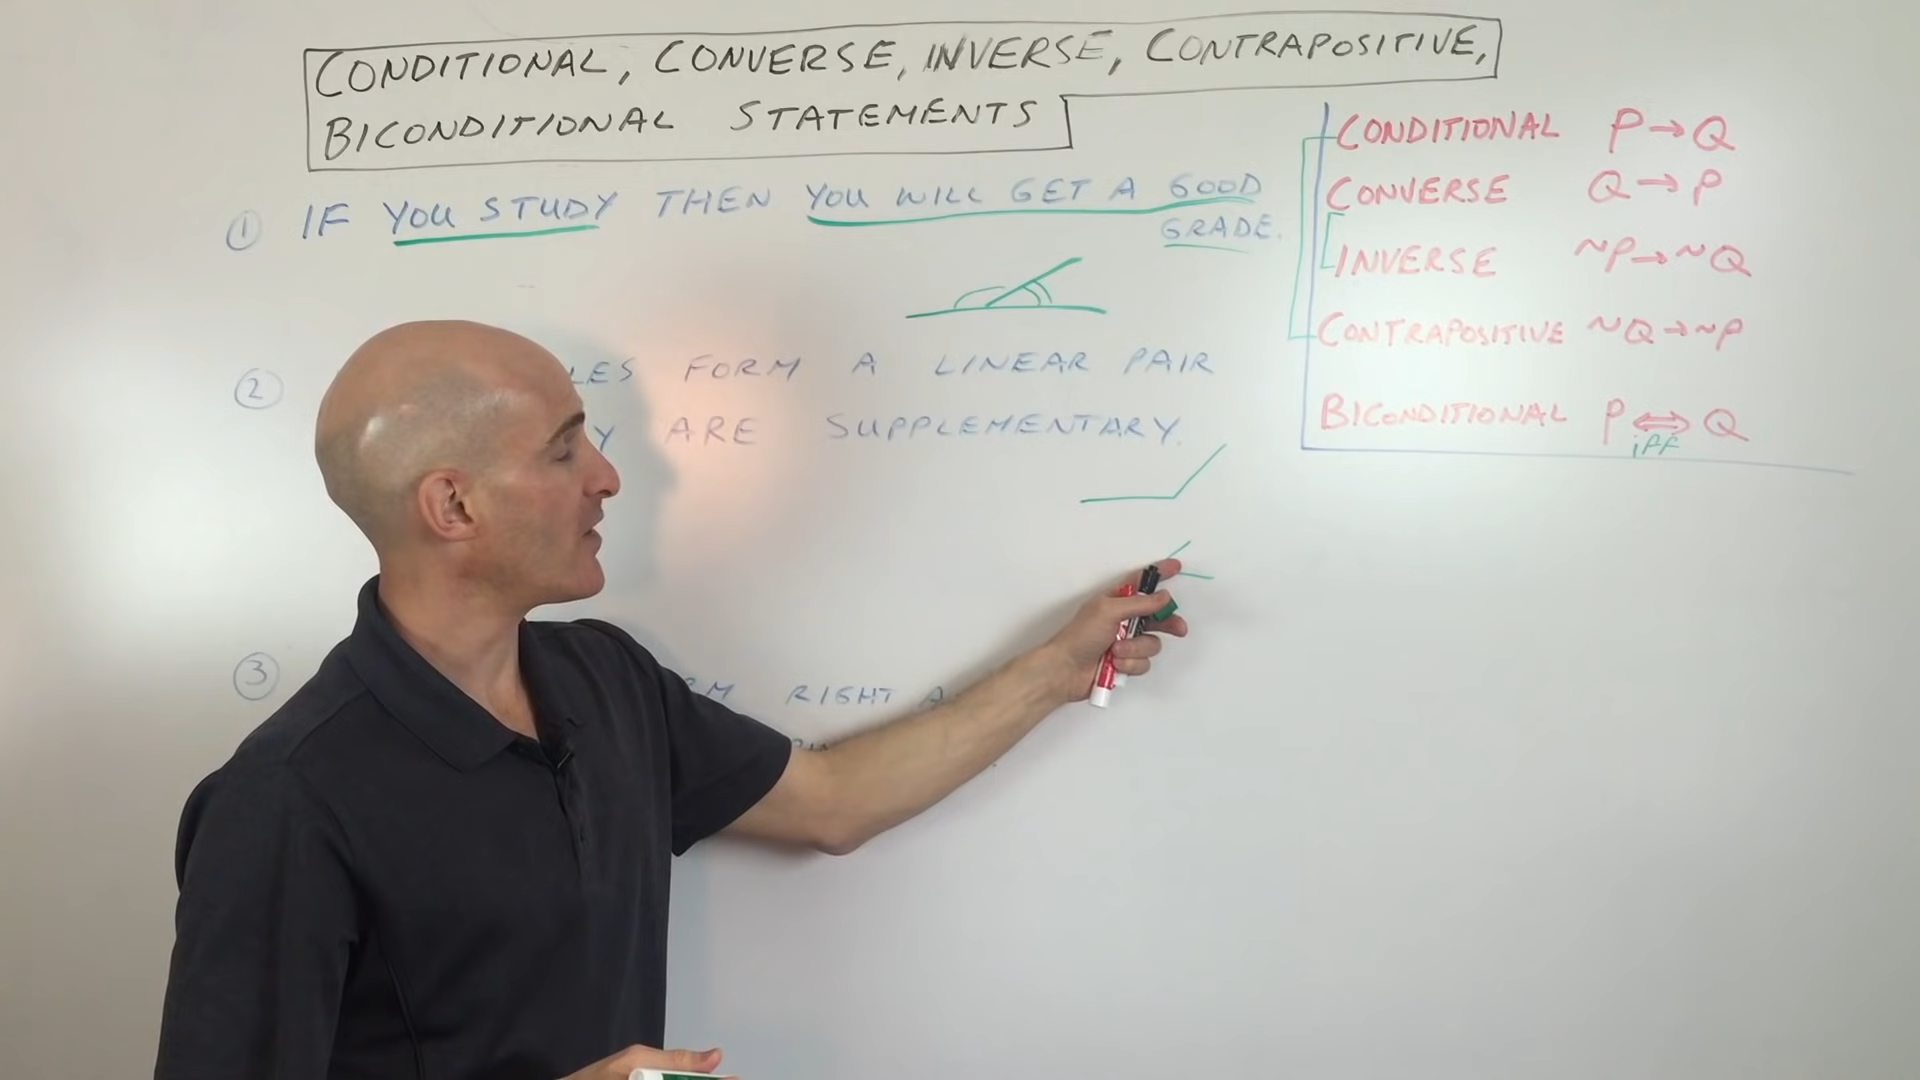 CONDITIONAL, CONVERSE, INVERSE, CONTRAPOSITIVE,
BICONDITIONAL STATEMENTS
① IF YOU STUDY THEN YOU WILL GET A GOOD
GRADE.
② LES FORM A LINEAR PAIR
Y ARE SUPPLEMENTARY.
③ RIGHT
CONDITIONAL P→Q
CONVERSE Q→P
INVERSE ~P→~Q
CONTRAPOSITIVE ~Q→~P
BICONDITIONAL P⇔Q
iff